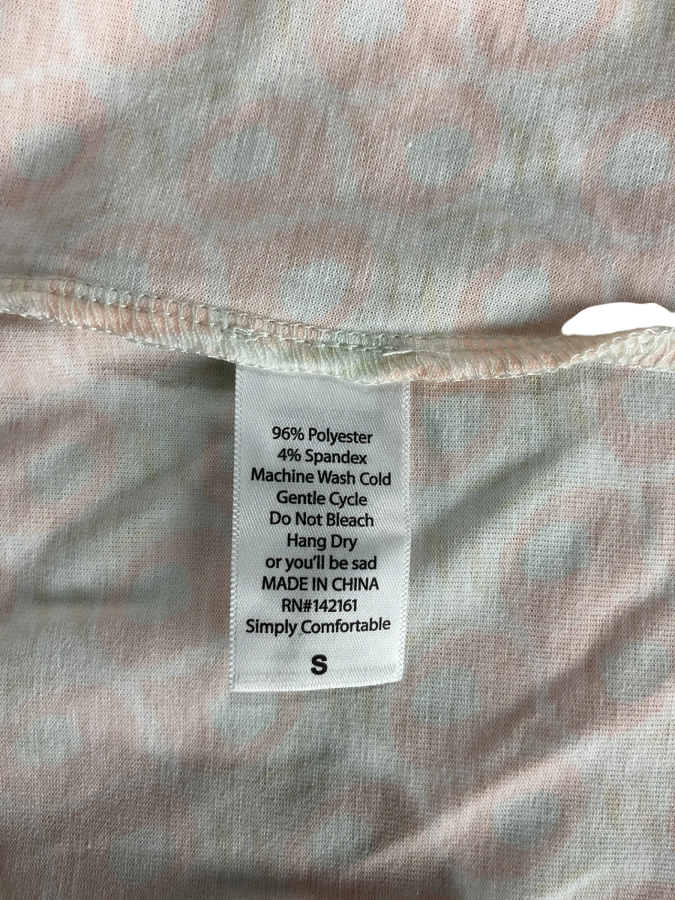 96% Polyester
4% Spandex
Machine Wash Cold
Gentle Cycle
Do Not Bleach
Hang Dry
or you'll be sad
MADE IN CHINA
RN#142161
Simply Comfortable
S